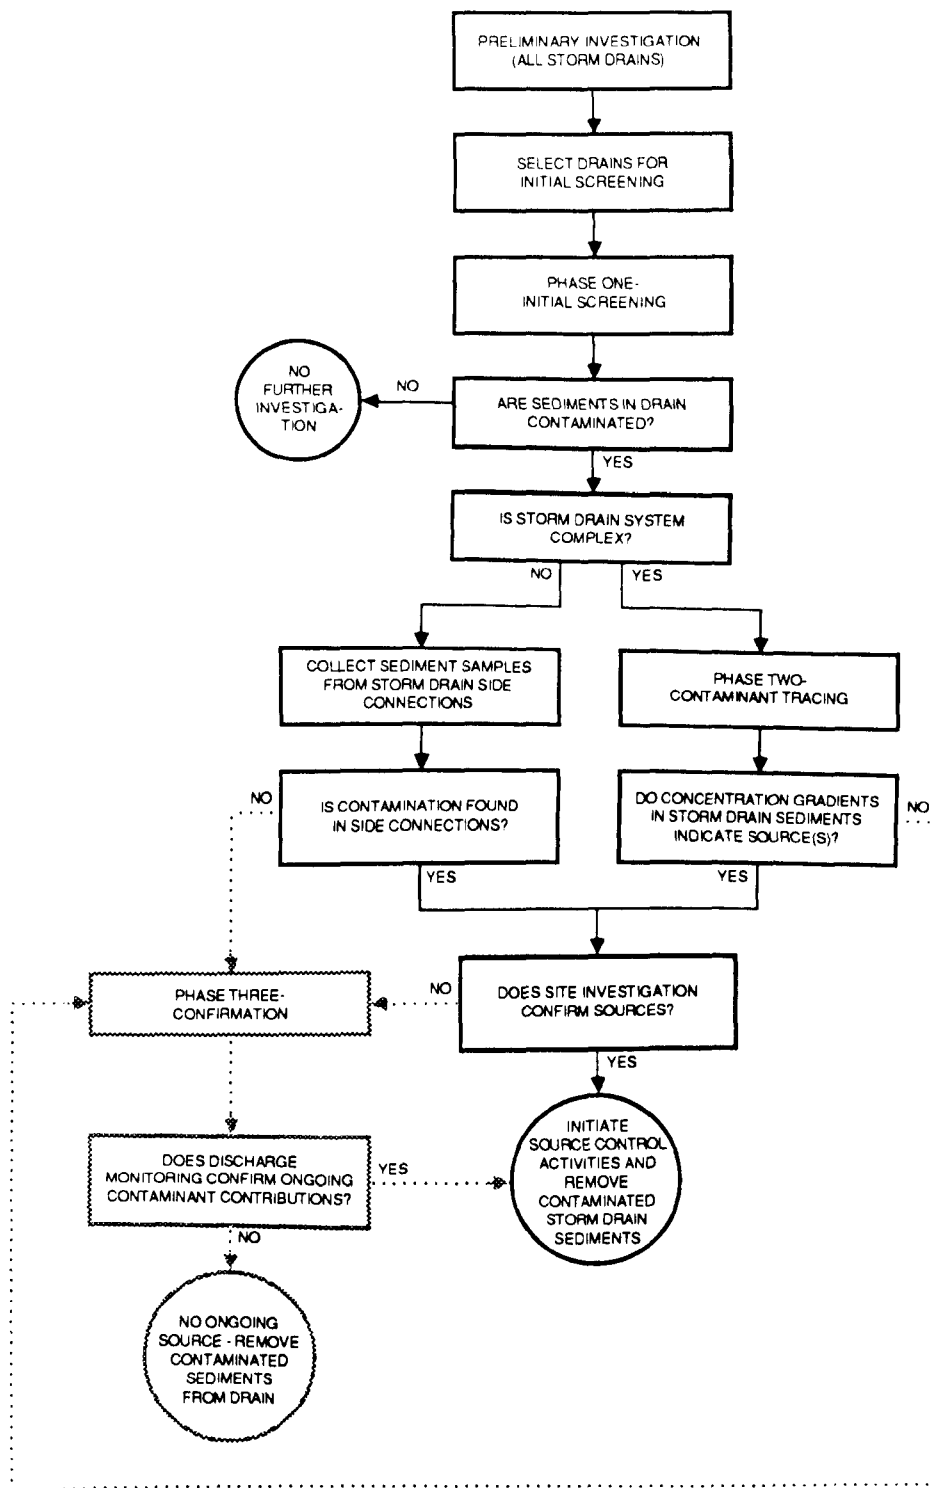 PRELIMINARY INVESTIGATION
(ALL STORM DRAINS)
SELECT DRAINS FOR
INITIAL SCREENING
PHASE ONE-
INITIAL SCREENING
NO
FURTHER
INVESTIGA-
TION
NO
ARE SEDIMENTS IN DRAIN
CONTAMINATED?
YES
IS STORM DRAIN SYSTEM
COMPLEX?
NO
YES
COLLECT SEDIMENT SAMPLES
FROM STORM DRAIN SIDE
CONNECTIONS
PHASE TWO-
CONTAMINANT TRACING
NO
IS CONTAMINATION FOUND
IN SIDE CONNECTIONS?
DO CONCENTRATION GRADIENTS
IN STORM DRAIN SEDIMENTS
INDICATE SOURCE(S)?
NO
YES
YES
PHASE THREE-
CONFIRMATION
NO
DOES SITE INVESTIGATION
CONFIRM SOURCES?
YES
DOES DISCHARGE
MONITORING CONFIRM ONGOING
CONTAMINANT CONTRIBUTIONS?
YES
INITIATE
SOURCE CONTROL
ACTIVITIES AND
REMOVE
CONTAMINATED
STORM DRAIN
SEDIMENTS
NO
NO ONGOING
SOURCE - REMOVE
CONTAMINATED
SEDIMENTS
FROM DRAIN